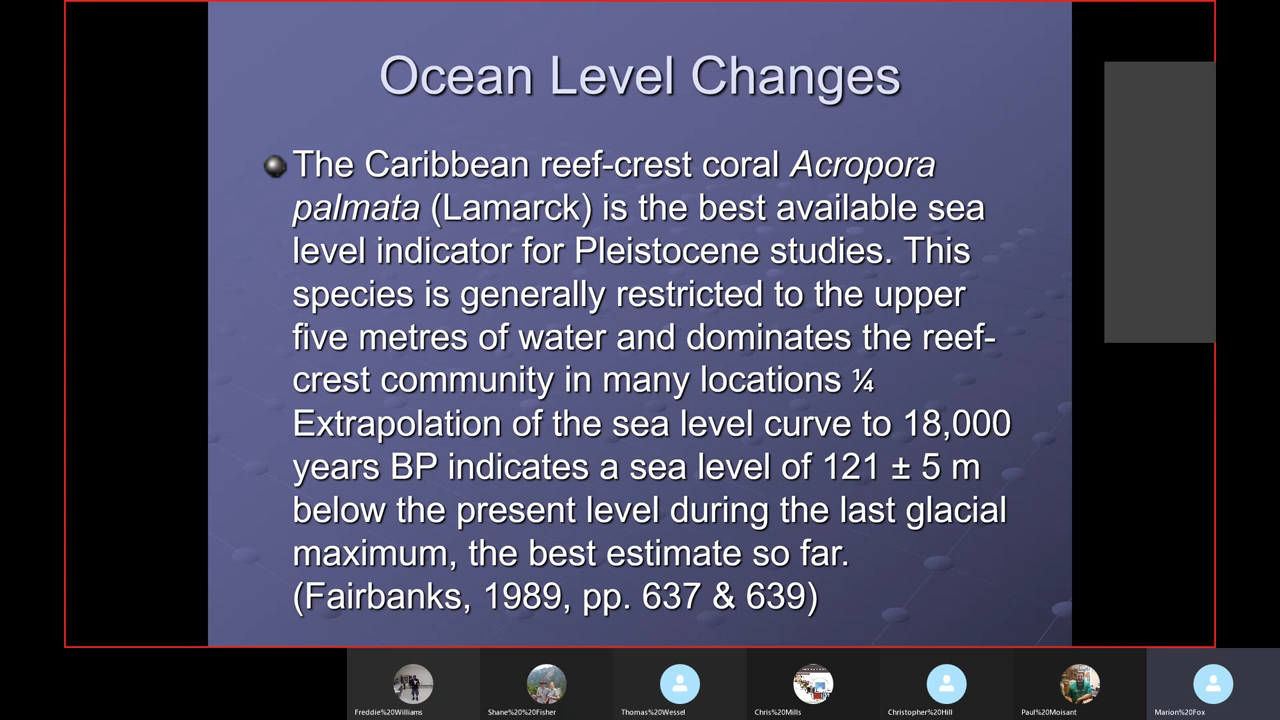 Ocean Level Changes
The Caribbean reef-crest coral Acropora
palmata (Lamarck) is the best available sea
level indicator for Pleistocene studies. This
species is generally restricted to the upper
five metres of water and dominates the reef-
crest community in many locations ¼
Extrapolation of the sea level curve to 18,000
years BP indicates a sea level of 121 ± 5 m
below the present level during the last glacial
maximum, the best estimate so far.
(Fairbanks, 1989, pp. 637 & 639)
Freddie%20Williams
Shane%20%20Fisher
Thomas%20Wessel
Chris%20Mills
Christopher%20Hill
Paul%20Moisant
Marion%20Fox